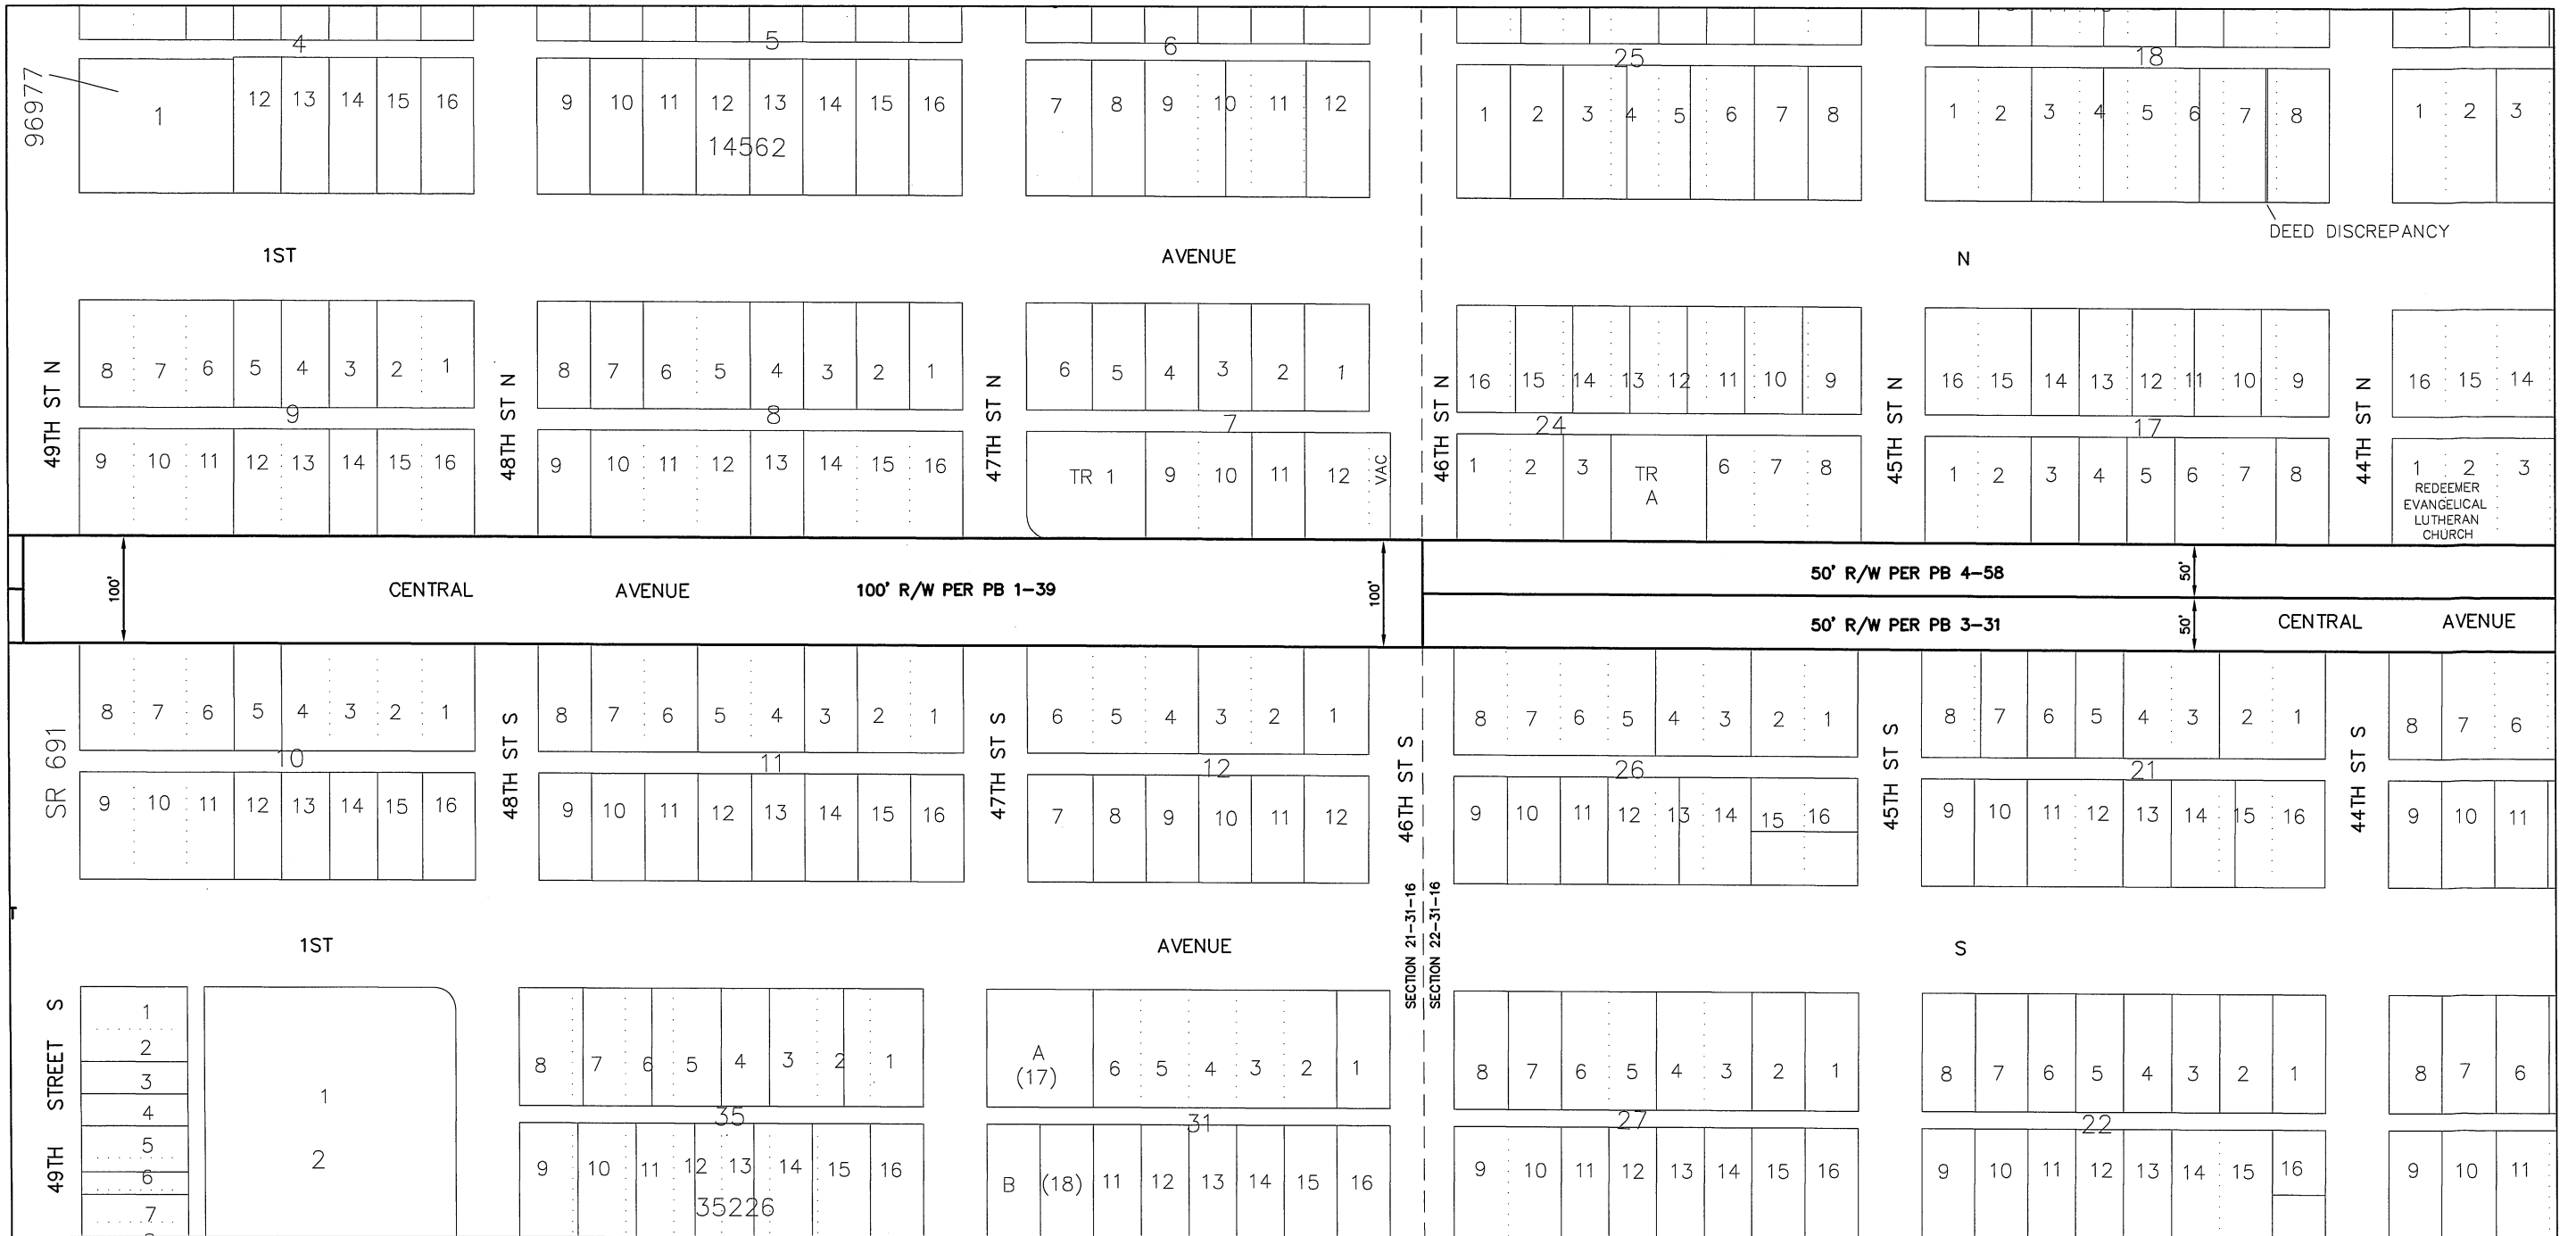 4
5
6
25
18
96977
1
12 13 14 15 16
9 10 11 12 13 14 15 16
14562
7 8 9 10 11 12
1 2 3 4 5 6 7 8
1 2 3 4 5 6 7 8
1 2 3
DEED DISCREPANCY
1ST AVENUE N
49TH ST N
8 7 6 5 4 3 2 1
9
9 10 11 12 13 14 15 16
48TH ST N
8 7 6 5 4 3 2 1
8
9 10 11 12 13 14 15 16
47TH ST N
6 5 4 3 2 1
7
TR 1 9 10 11 12
VAC
46TH ST N
16 15 14 13 12 11 10 9
24
1 2 3 TR 6 7 8
A
45TH ST N
16 15 14 13 12 11 10 9
17
1 2 3 4 5 6 7 8
44TH ST N
16 15 14
1 2 3
REDEEMER
EVANGELICAL
LUTHERAN
CHURCH
100'
CENTRAL AVENUE
100' R/W PER PB 1-39
100'
50' R/W PER PB 4-58
50'
50' R/W PER PB 3-31
50'
CENTRAL AVENUE
SR 691
8 7 6 5 4 3 2 1
10
9 10 11 12 13 14 15 16
48TH ST S
8 7 6 5 4 3 2 1
11
9 10 11 12 13 14 15 16
47TH ST S
6 5 4 3 2 1
12
7 8 9 10 11 12
46TH ST S
8 7 6 5 4 3 2 1
26
9 10 11 12 13 14 15 16
45TH ST S
8 7 6 5 4 3 2 1
21
9 10 11 12 13 14 15 16
44TH ST S
8 7 6
9 10 11
T
SECTION 21-31-16
SECTION 22-31-16
1ST AVENUE S
49TH STREET S
1
2
3
4
5
6
7
1
2
8 7 6 5 4 3 2 1
35
9 10 11 12 13 14 15 16
35226
A
(17)
6 5 4 3 2 1
31
B (18) 11 12 13 14 15 16
8 7 6 5 4 3 2 1
27
9 10 11 12 13 14 15 16
8 7 6 5 4 3 2 1
22
9 10 11 12 13 14 15 16
8 7 6
9 10 11